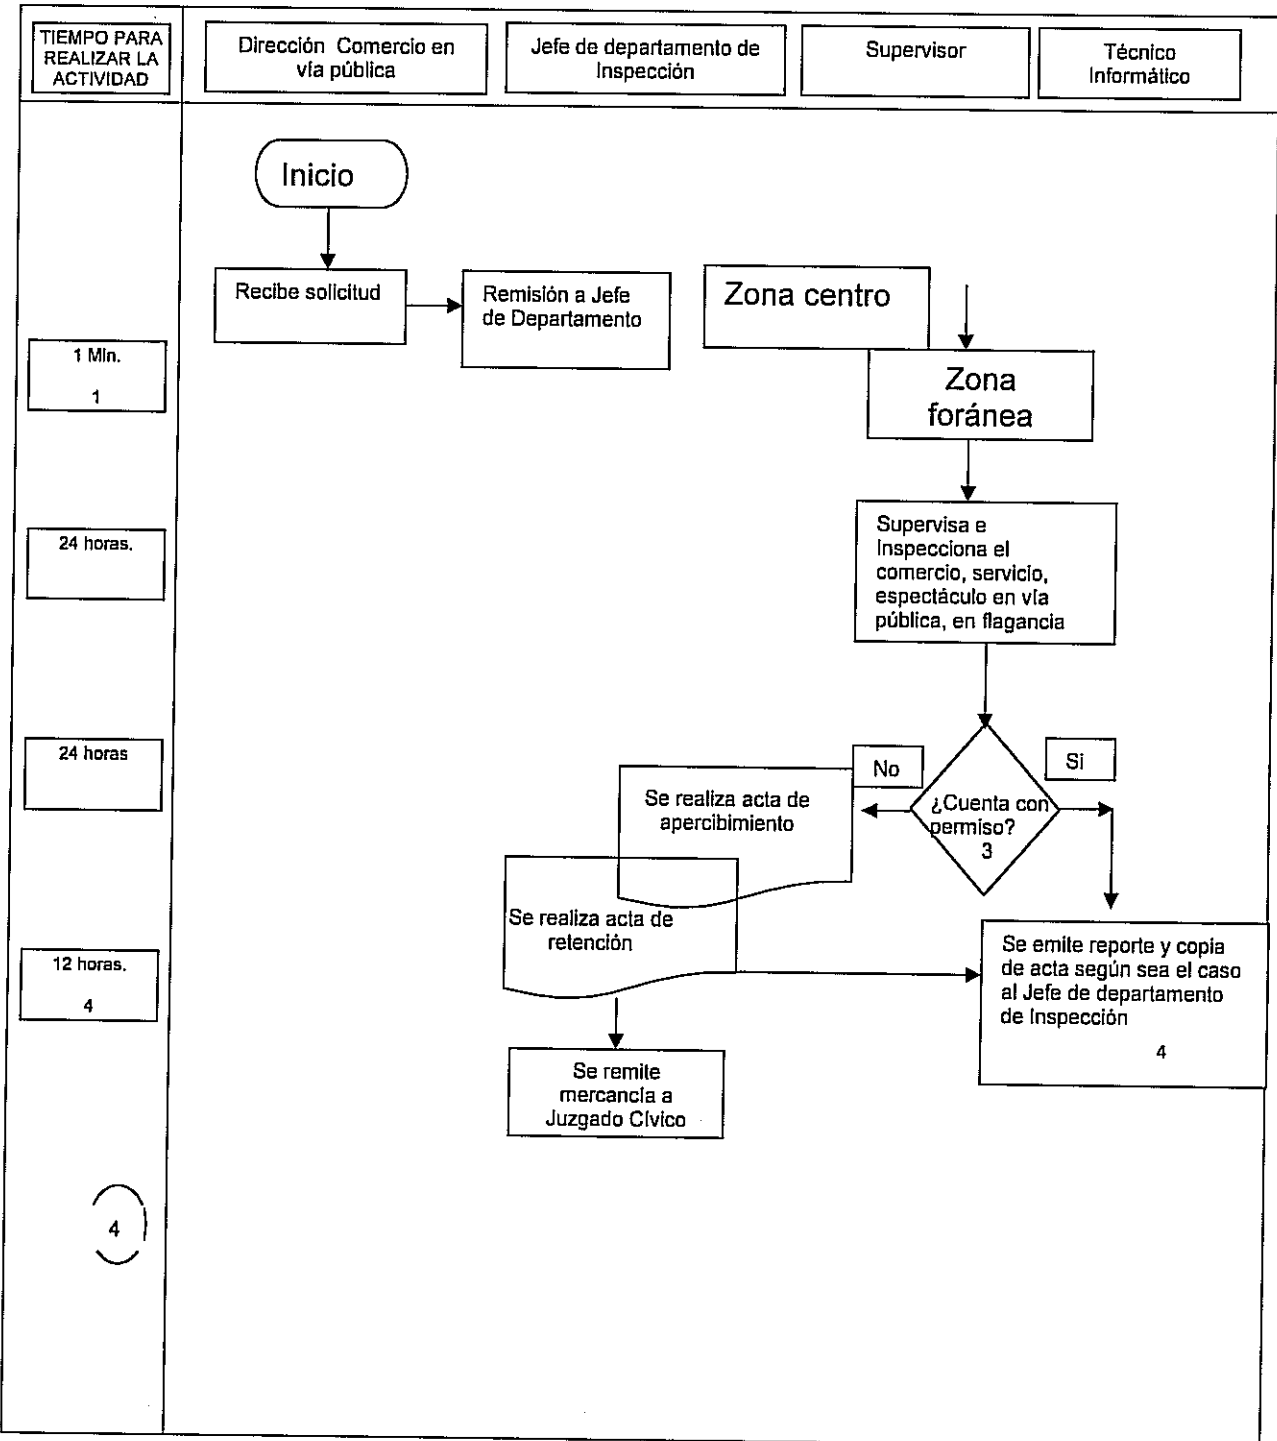 TIEMPO PARA
REALIZAR LA
ACTIVIDAD
Dirección Comercio en
vía pública
Jefe de departamento de
Inspección
Supervisor
Técnico
Informático
Inicio
Recibe solicitud
Remisión a Jefe
de Departamento
Zona centro
Zona
foránea
1 Min.
1
24 horas.
Supervisa e
Inspecciona el
comercio, servicio,
espectáculo en vía
pública, en flagancia
24 horas
No
Si
¿Cuenta con
permiso?
3
Se realiza acta de
apercibimiento
Se realiza acta de
retención
12 horas.
4
Se emite reporte y copia
de acta según sea el caso
al Jefe de departamento
de Inspección
4
Se remite
mercancía a
Juzgado Cívico
4